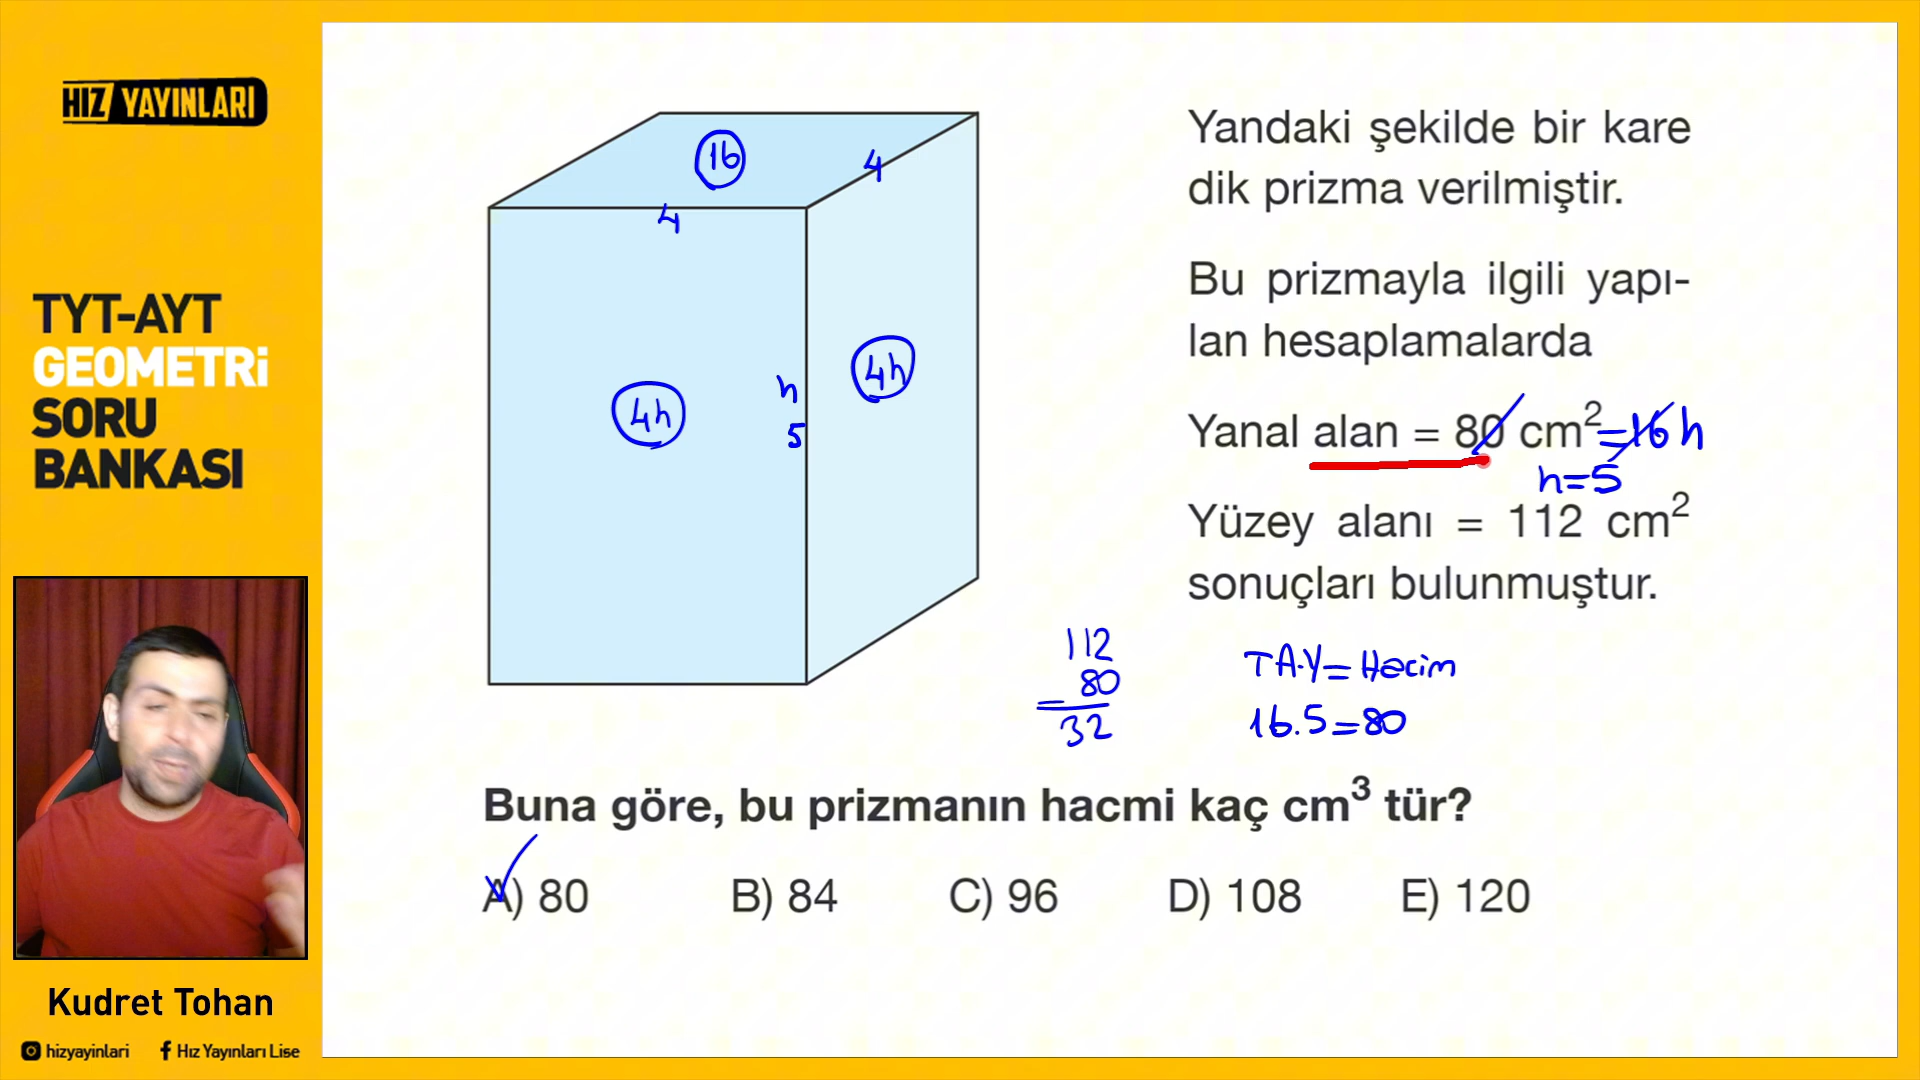 HIZ YAYINLARI
TYT-AYT
GEOMETRİ
SORU
BANKASI
Kudret Tohan
hizyayinlari
Hız Yayınları Lise
16
4
4
4h
4h
h
5
Yandaki şekilde bir kare
dik prizma verilmiştir.
Bu prizmayla ilgili yapı-
lan hesaplamalarda
Yanal alan = 80 cm² =16h
h=5
Yüzey alanı = 112 cm²
sonuçları bulunmuştur.
112
80
32
TA.Y=Hacim
16.5=80
Buna göre, bu prizmanın hacmi kaç cm³ tür?
A) 80 B) 84 C) 96 D) 108 E) 120